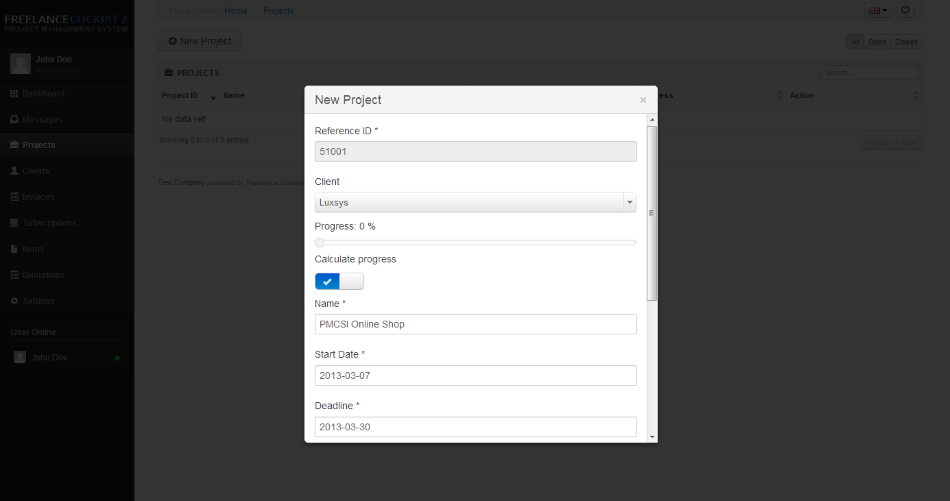 FREELANCECOCKPIT 2
PROJECT MANAGEMENT SYSTEM
John Doe
Dashboard
Messages
Projects
Clients
Invoices
Subscriptions
Items
Quotations
Settings
User Online
John Doe
Home
Projects
New Project
All
Open
Closed
PROJECTS
Search...
Project ID
Name
Action
No data yet!
Showing 0 to 0 of 0 entries
Test Company powered by Freelance
New Project
×
Reference ID *
51001
Client
Luxsys
Progress: 0 %
Calculate progress
Name *
PMCSI Online Shop
Start Date *
2013-03-07
Deadline *
2013-03-30